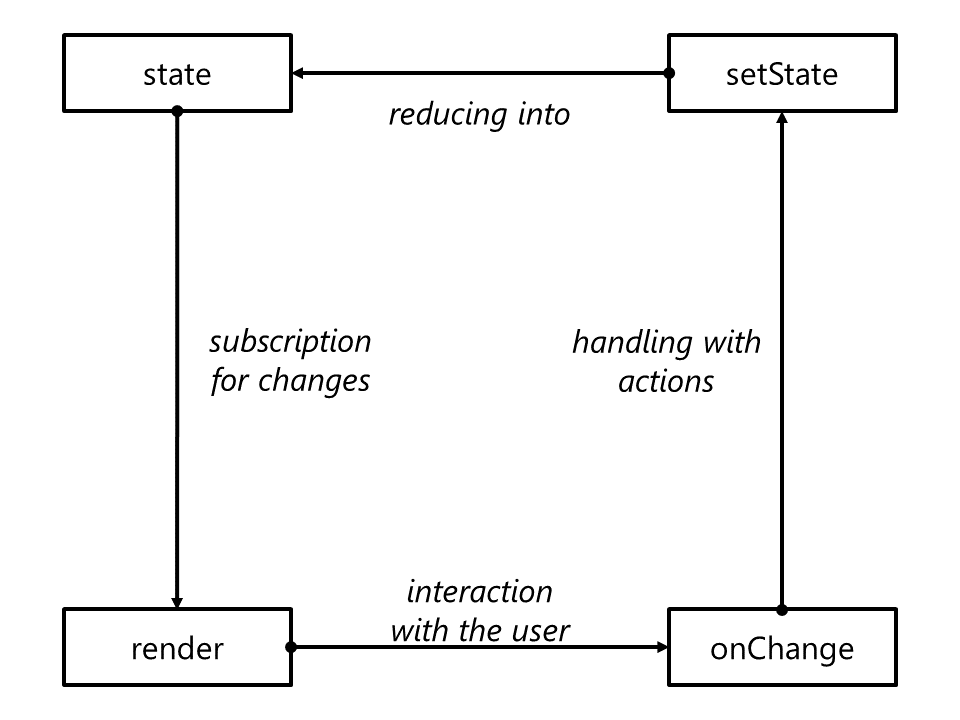 state
setState
reducing into
subscription
for changes
handling with
actions
interaction
with the user
render
onChange